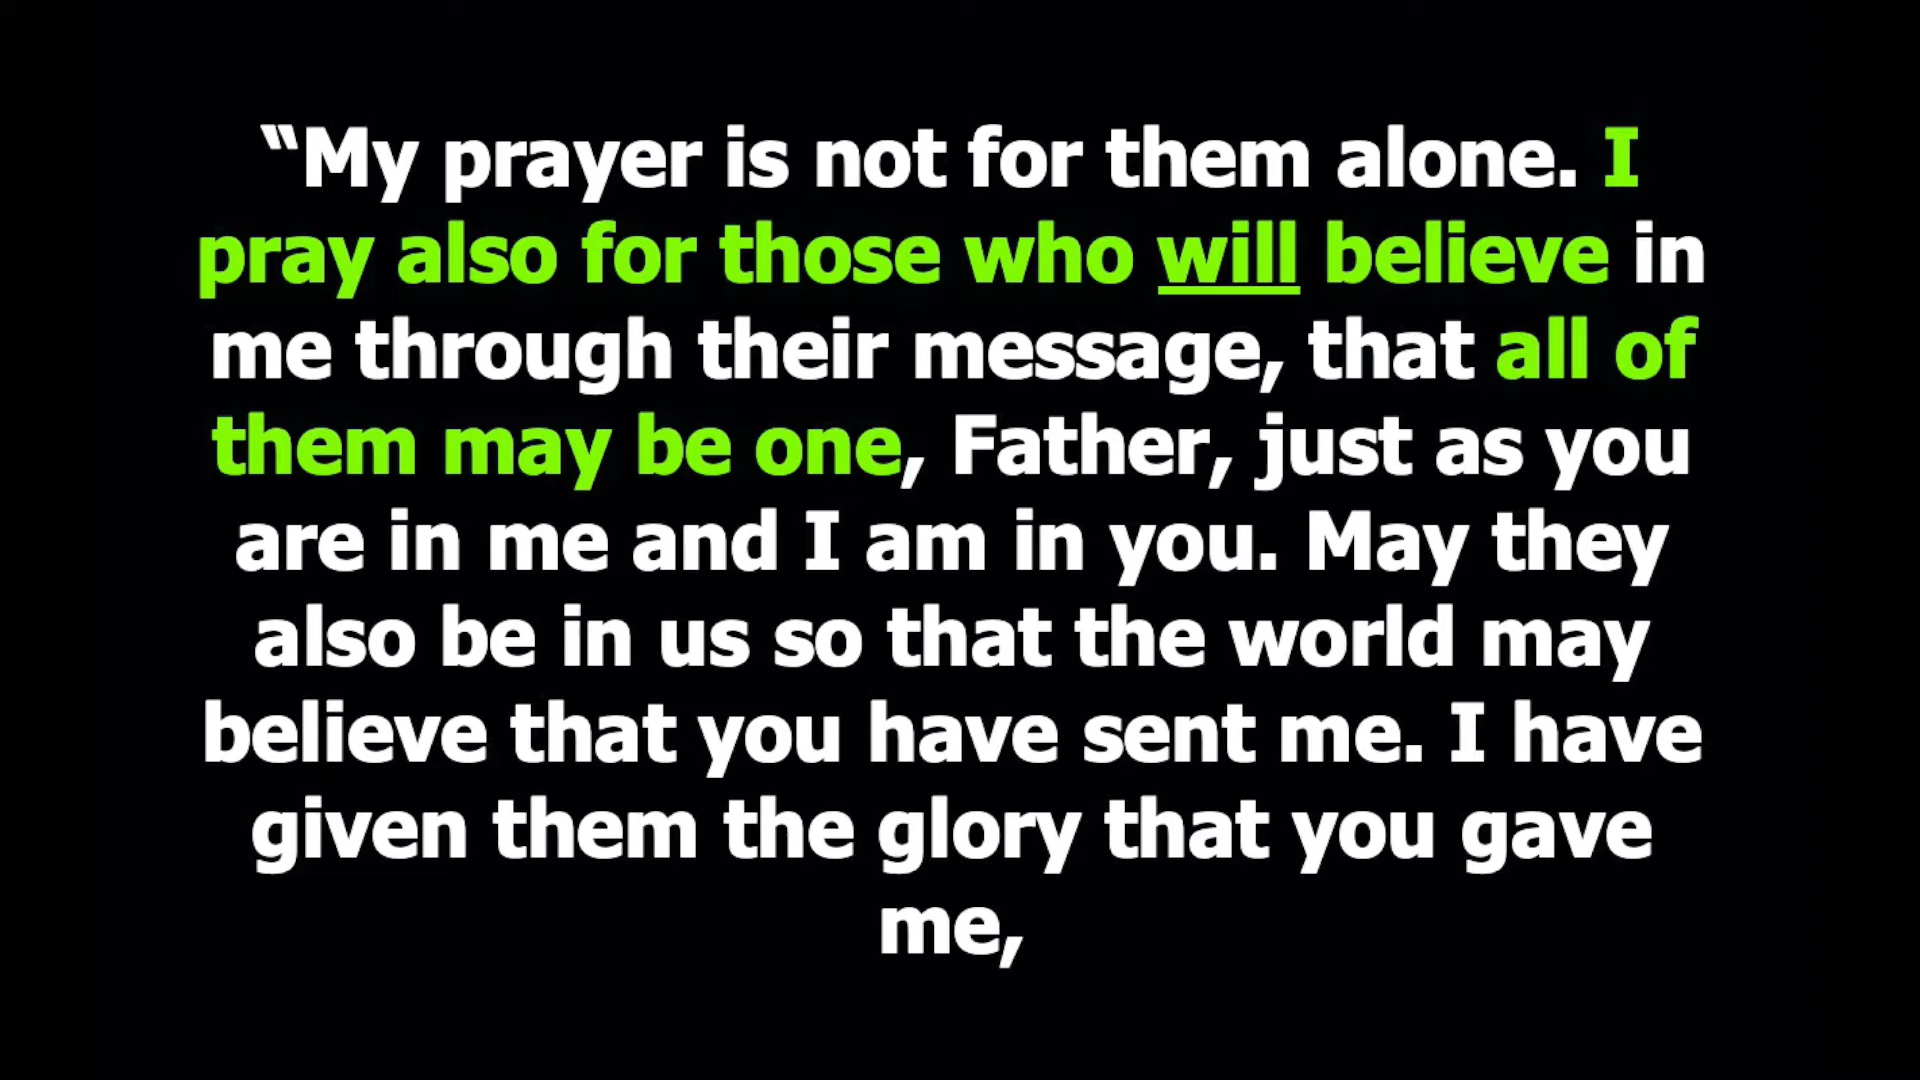 “My prayer is not for them alone. I
pray also for those who will believe in
me through their message, that all of
them may be one, Father, just as you
are in me and I am in you. May they
also be in us so that the world may
believe that you have sent me. I have
given them the glory that you gave
me,